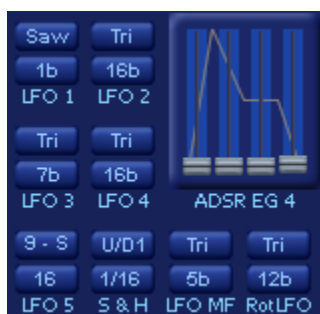 Saw Tri
1b 16b
LFO 1 LFO 2
Tri Tri
7b 16b
LFO 3 LFO 4 ADSR EG 4
9 - S U/D1 Tri Tri
16 1/16 5b 12b
LFO 5 S & H LFO MF RotLFO